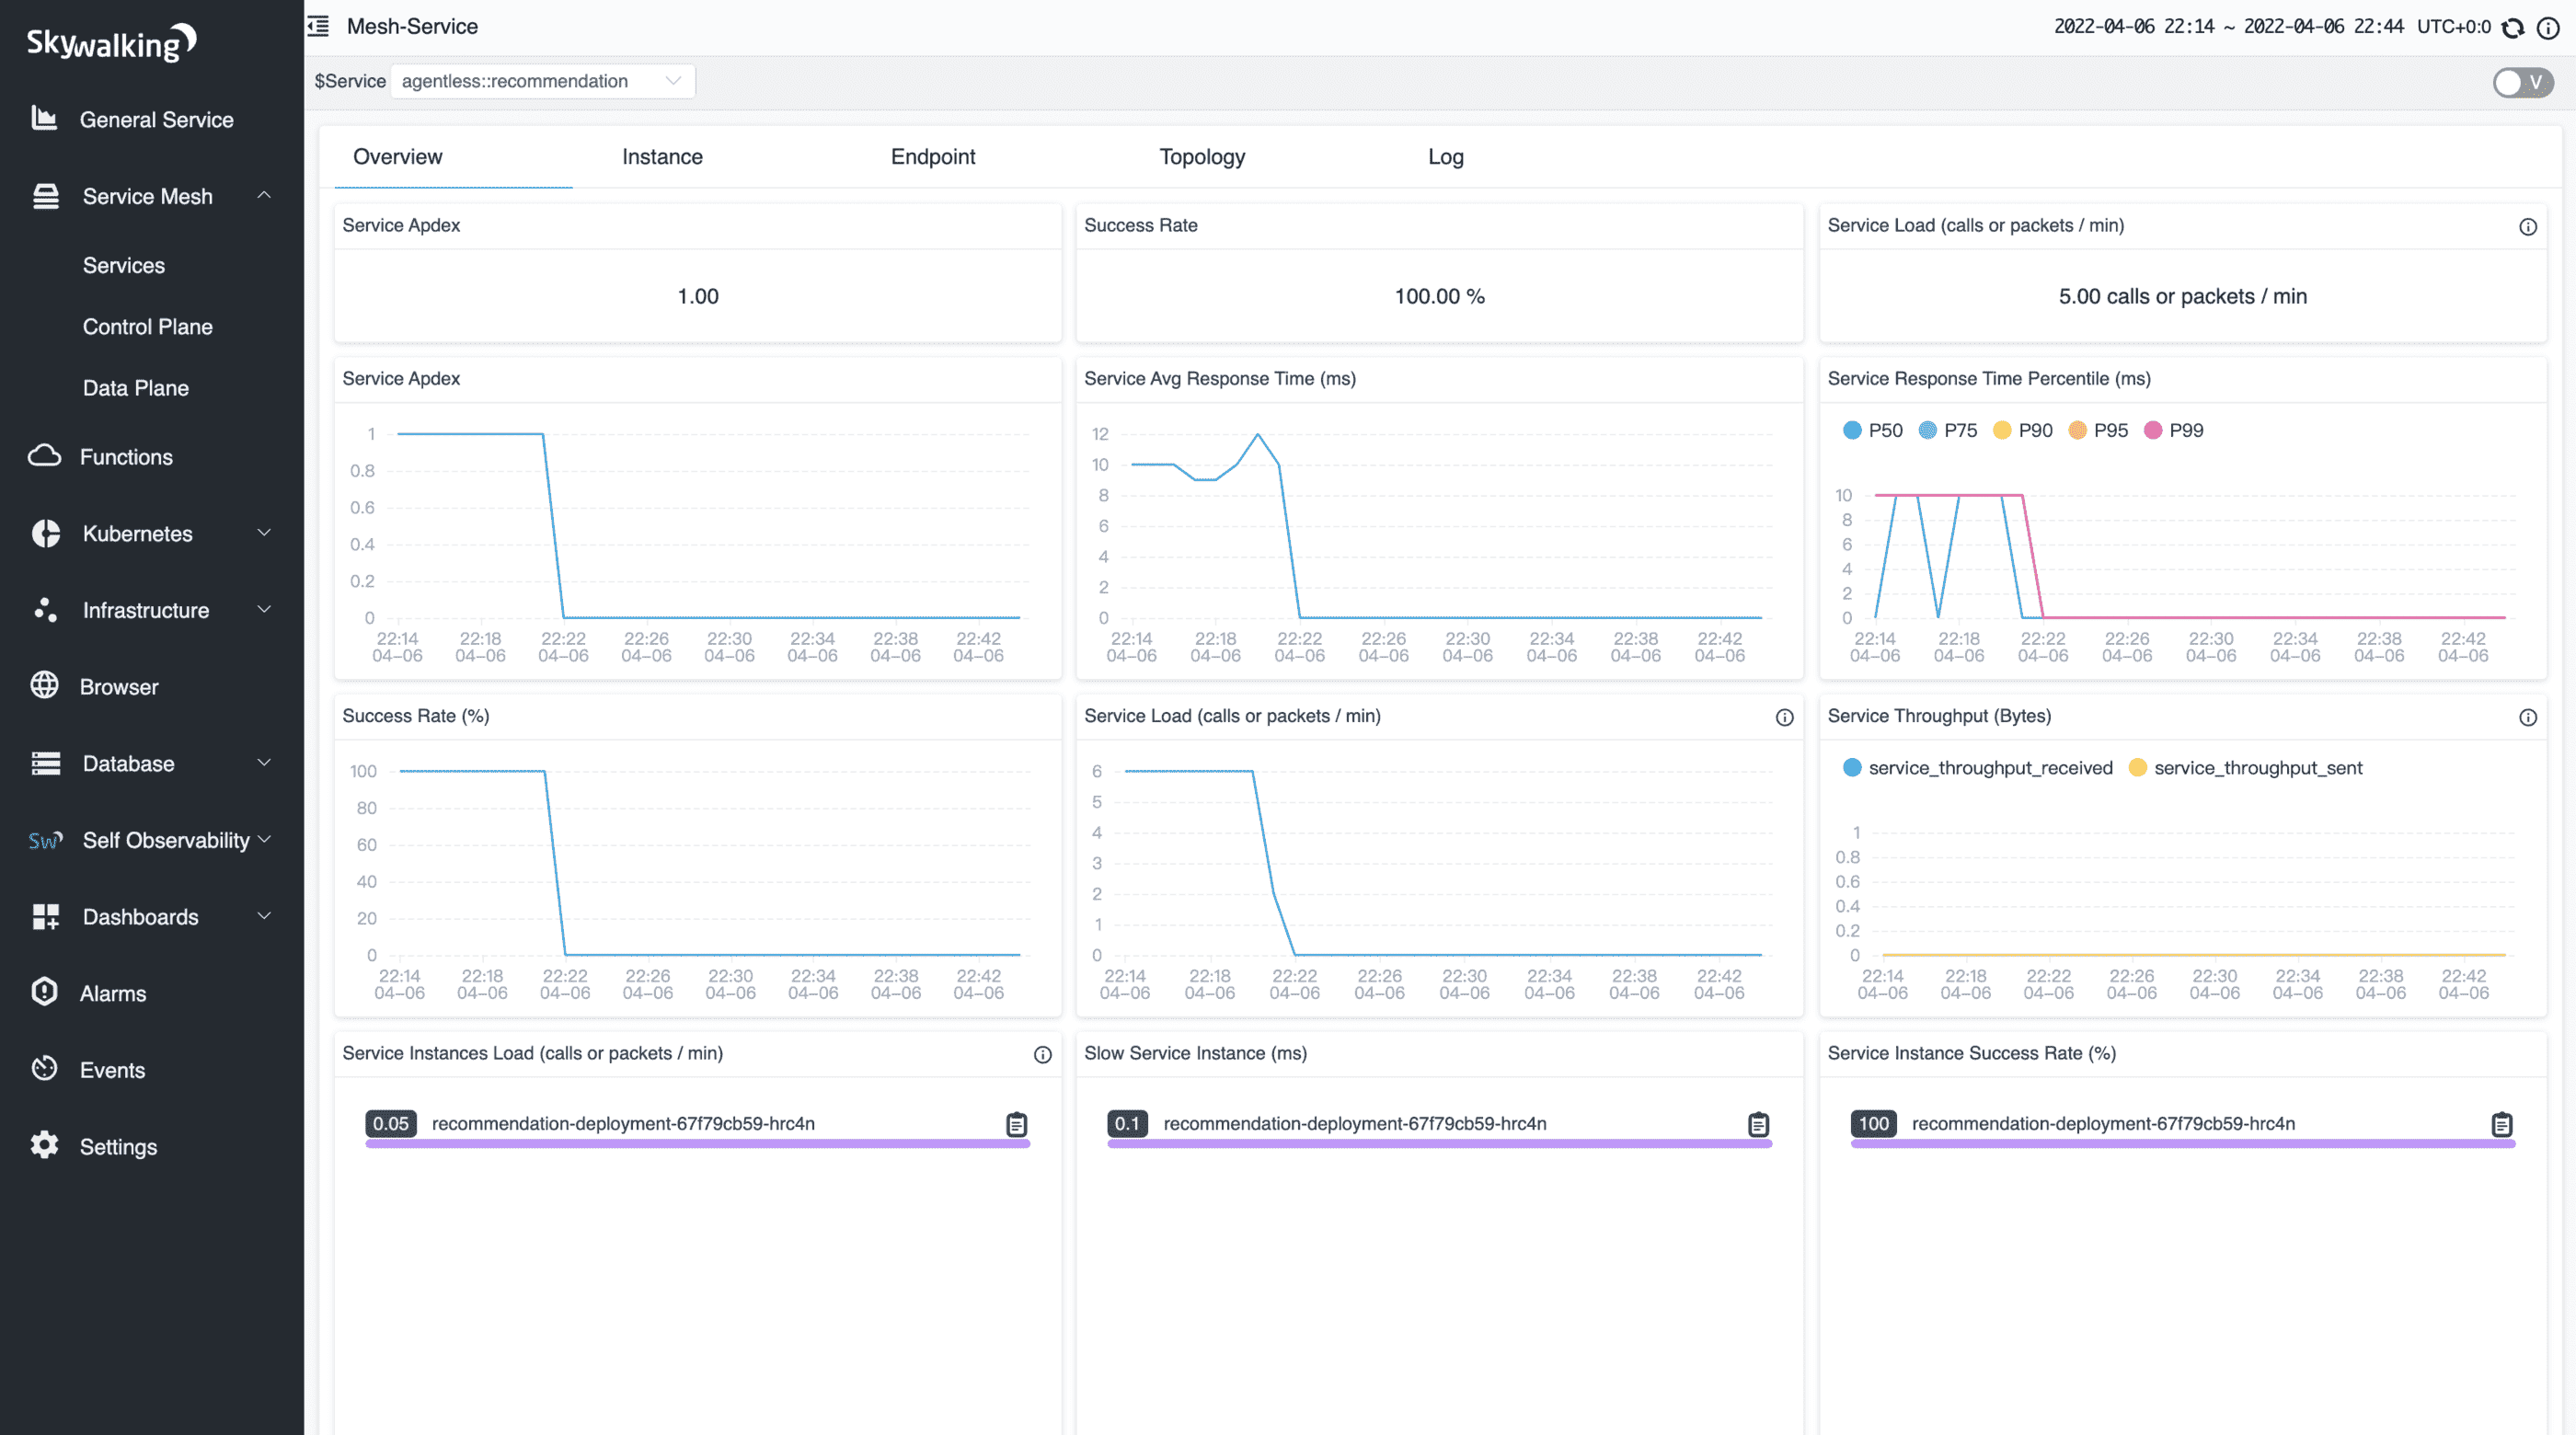 Skywalking
General Service
Service Mesh
Services
Control Plane
Data Plane
Functions
Kubernetes
Infrastructure
Browser
Database
Sw Self Observability
Dashboards
Alarms
Events
Settings
Mesh-Service
2022-04-06 22:14 ~ 2022-04-06 22:44 UTC+0:0
$Service agentless::recommendation
V
Overview Instance Endpoint Topology Log
Service Apdex
1.00
Success Rate
100.00 %
Service Load (calls or packets / min)
5.00 calls or packets / min
Service Apdex
1
0.8
0.6
0.4
0.2
0
22:14 22:18 22:22 22:26 22:30 22:34 22:38 22:42
04-06 04-06 04-06 04-06 04-06 04-06 04-06 04-06
Service Avg Response Time (ms)
12
10
8
6
4
2
0
22:14 22:18 22:22 22:26 22:30 22:34 22:38 22:42
04-06 04-06 04-06 04-06 04-06 04-06 04-06 04-06
Service Response Time Percentile (ms)
P50 P75 P90 P95 P99
10
8
6
4
2
0
22:14 22:18 22:22 22:26 22:30 22:34 22:38 22:42
04-06 04-06 04-06 04-06 04-06 04-06 04-06 04-06
Success Rate (%)
100
80
60
40
20
0
22:14 22:18 22:22 22:26 22:30 22:34 22:38 22:42
04-06 04-06 04-06 04-06 04-06 04-06 04-06 04-06
Service Load (calls or packets / min)
6
5
4
3
2
1
0
22:14 22:18 22:22 22:26 22:30 22:34 22:38 22:42
04-06 04-06 04-06 04-06 04-06 04-06 04-06 04-06
Service Throughput (Bytes)
service_throughput_received service_throughput_sent
1
0.8
0.6
0.4
0.2
0
22:14 22:18 22:22 22:26 22:30 22:34 22:38 22:42
04-06 04-06 04-06 04-06 04-06 04-06 04-06 04-06
Service Instances Load (calls or packets / min)
0.05 recommendation-deployment-67f79cb59-hrc4n
Slow Service Instance (ms)
0.1 recommendation-deployment-67f79cb59-hrc4n
Service Instance Success Rate (%)
100 recommendation-deployment-67f79cb59-hrc4n